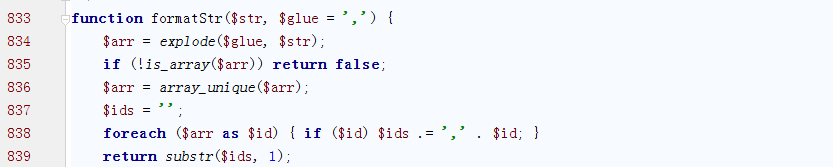 833 function formatStr($str, $glue = ',') {
834 $arr = explode($glue, $str);
835 if (!is_array($arr)) return false;
836 $arr = array_unique($arr);
837 $ids = '';
838 foreach ($arr as $id) { if ($id) $ids .= ',' . $id; }
839 return substr($ids, 1);